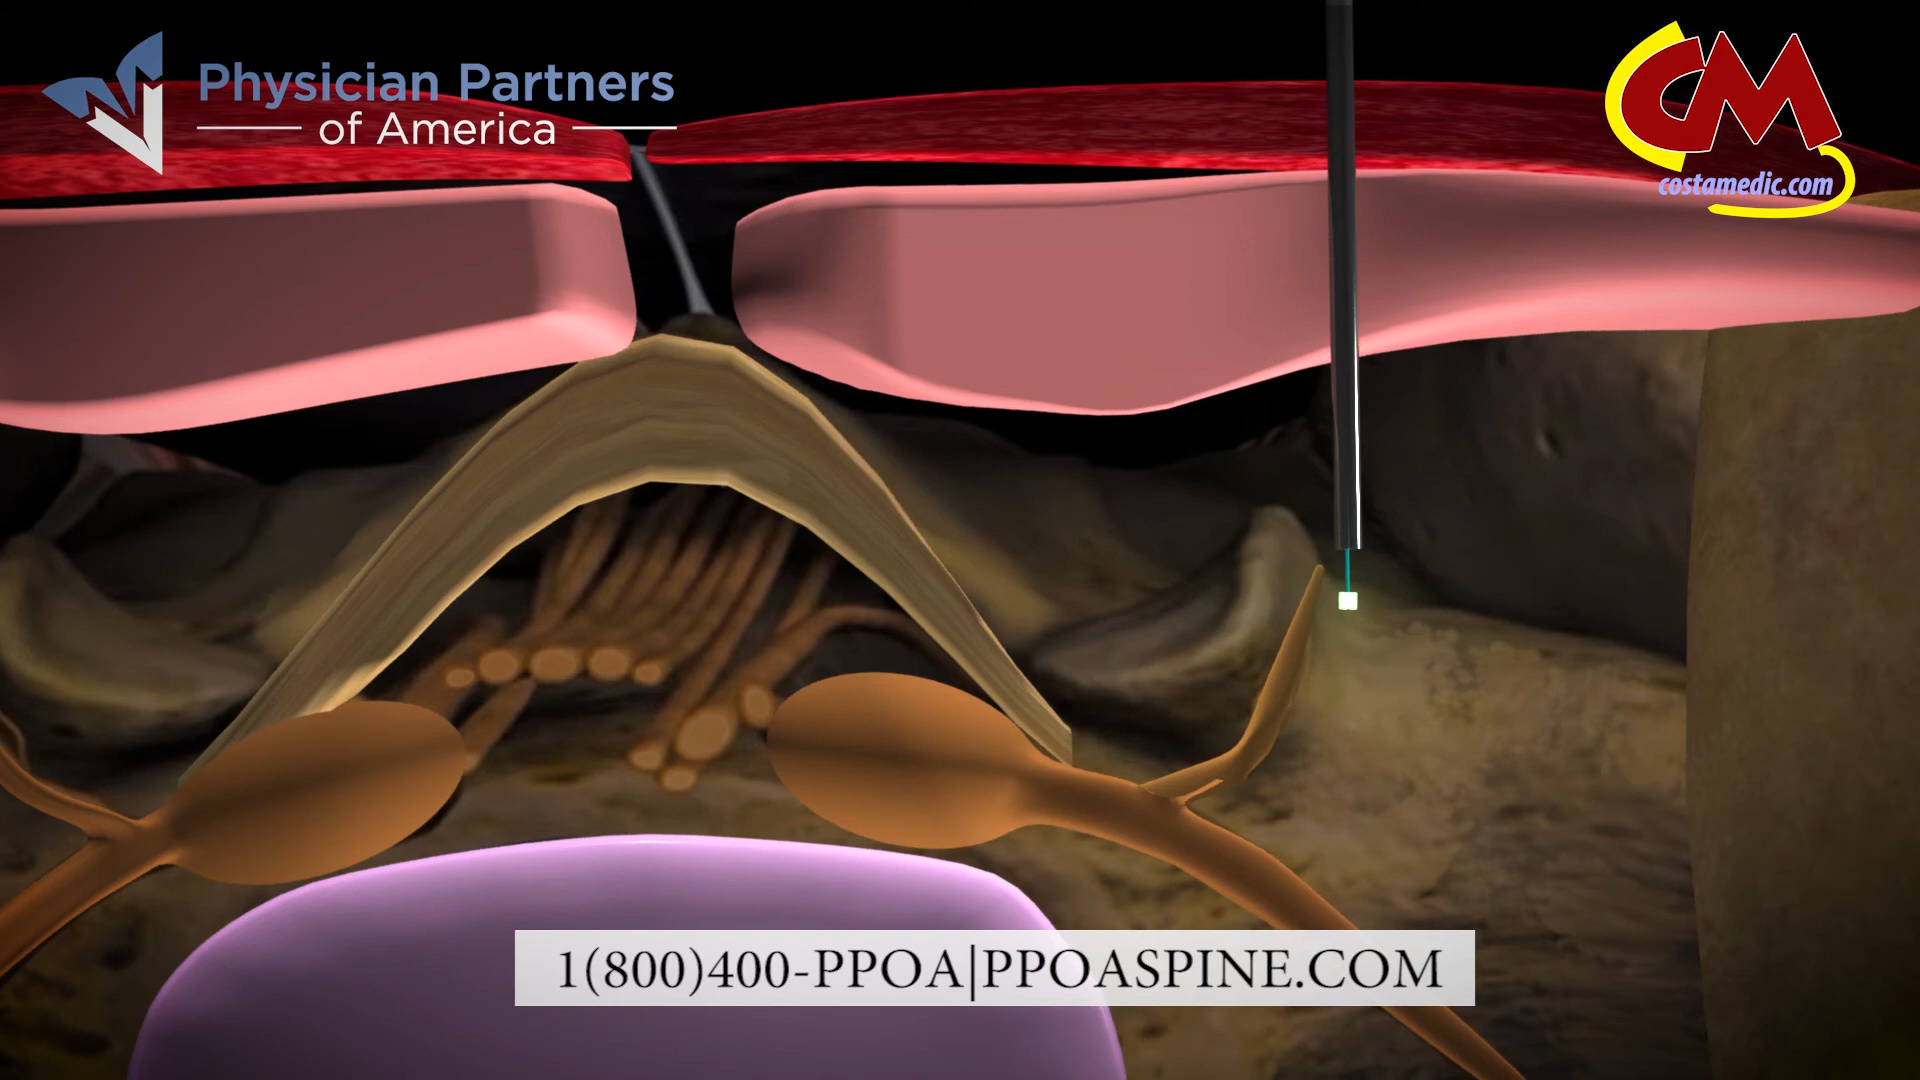 Physician Partners
of America
CM
costamedic.com
1(800)400-PPOA|PPOASPINE.COM